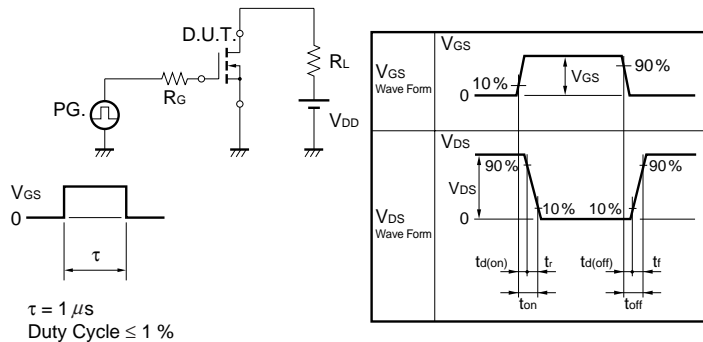 D.U.T.
RL
RG
PG.
VDD
VGS
0
τ
τ = 1 μs
Duty Cycle ≤ 1 %
VGS
Wave Form
VGS
10 %
0
VGS
90 %
VDS
Wave Form
VDS
VDS
90 %
0
10 %
10 %
90 %
td(on)
tr
td(off)
tf
ton
toff